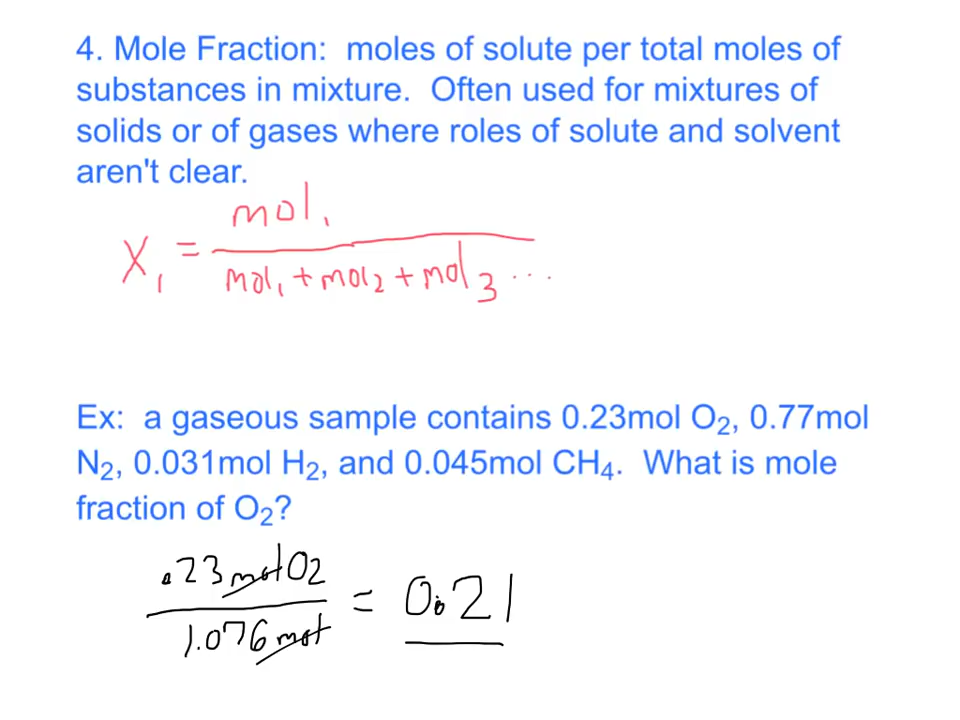 4. Mole Fraction: moles of solute per total moles of
substances in mixture. Often used for mixtures of
solids or of gases where roles of solute and solvent
aren't clear.
mol₁
X₁ =
mol₁ + mol₂ + mol₃ ...
Ex: a gaseous sample contains 0.23mol O₂, 0.77mol
N₂, 0.031mol H₂, and 0.045mol CH₄. What is mole
fraction of O₂?
.23 mol O₂
= 0.21
1.076 mol